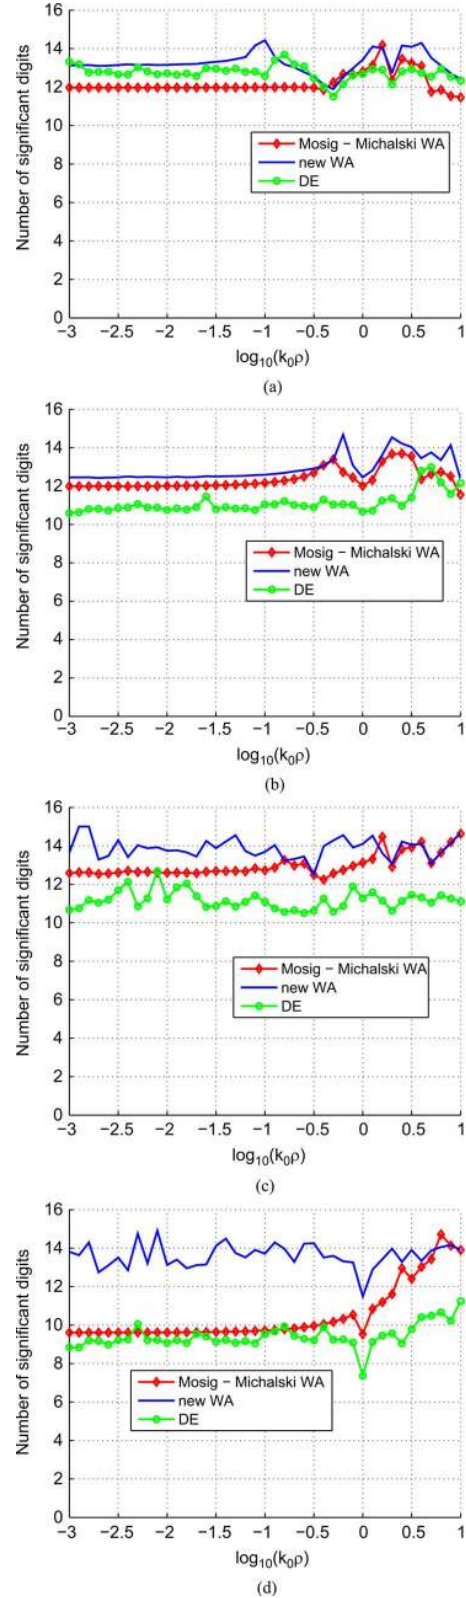 16
14
12
10
8
6
4
2
0
Number of significant digits
Mosig − Michalski WA
new WA
DE
−3 −2.5 −2 −1.5 −1 −0.5 0 0.5 1
log₁₀(k₀ρ)
(a)
16
14
12
10
8
6
4
2
0
Number of significant digits
Mosig − Michalski WA
new WA
DE
−3 −2.5 −2 −1.5 −1 −0.5 0 0.5 1
log₁₀(k₀ρ)
(b)
16
14
12
10
8
6
4
2
0
Number of significant digits
Mosig − Michalski WA
new WA
DE
−3 −2.5 −2 −1.5 −1 −0.5 0 0.5 1
log₁₀(k₀ρ)
(c)
16
14
12
10
8
6
4
2
0
Number of significant digits
Mosig − Michalski WA
new WA
DE
−3 −2.5 −2 −1.5 −1 −0.5 0 0.5 1
log₁₀(k₀ρ)
(d)